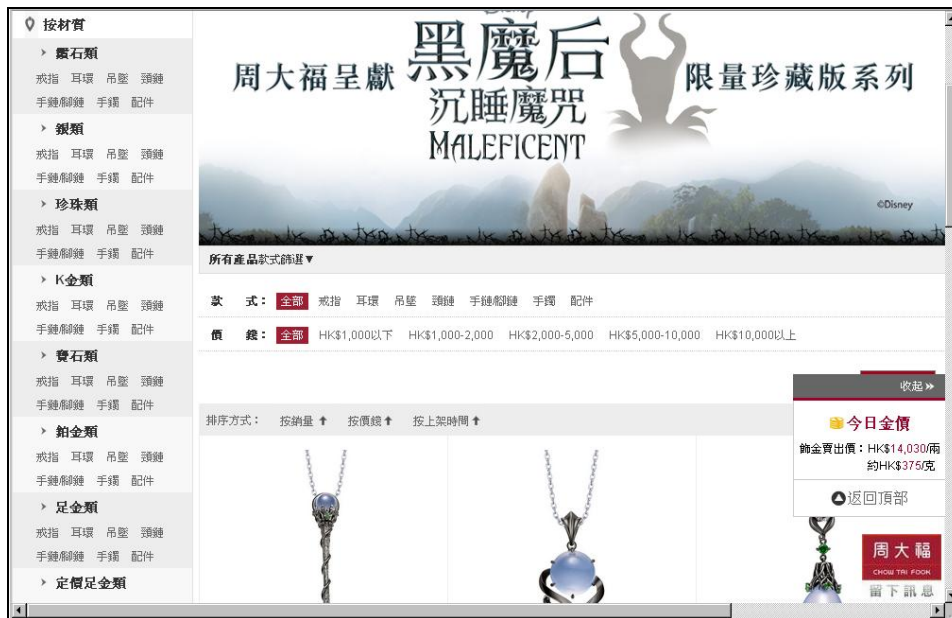 按材質
鑽石類
戒指 耳環 吊墜 頸鏈
手鏈/腳鏈 手鐲 配件
銀類
戒指 耳環 吊墜 頸鏈
手鏈/腳鏈 手鐲 配件
珍珠類
戒指 耳環 吊墜 頸鏈
手鏈/腳鏈 手鐲 配件
K金類
戒指 耳環 吊墜 頸鏈
手鏈/腳鏈 手鐲 配件
寶石類
戒指 耳環 吊墜 頸鏈
手鏈/腳鏈 手鐲 配件
鉑金類
戒指 耳環 吊墜 頸鏈
手鏈/腳鏈 手鐲 配件
足金類
戒指 耳環 吊墜 頸鏈
手鏈/腳鏈 手鐲 配件
定價足金類
Disney
周大福呈獻 黑魔后 限量珍藏版系列
沉睡魔咒
MALEFICENT
©Disney
所有產品款式篩選▼
款 式: 全部 戒指 耳環 吊墜 頸鏈 手鏈/腳鏈 手鐲 配件
價 錢: 全部 HK$1,000以下 HK$1,000-2,000 HK$2,000-5,000 HK$5,000-10,000 HK$10,000以上
排序方式: 按銷量 按價錢 按上架時間
收起
今日金價
飾金賣出價:HK$14,030/兩
約HK$375/克
返回頂部
周大福
CHOW TAI FOOK
留下訊息